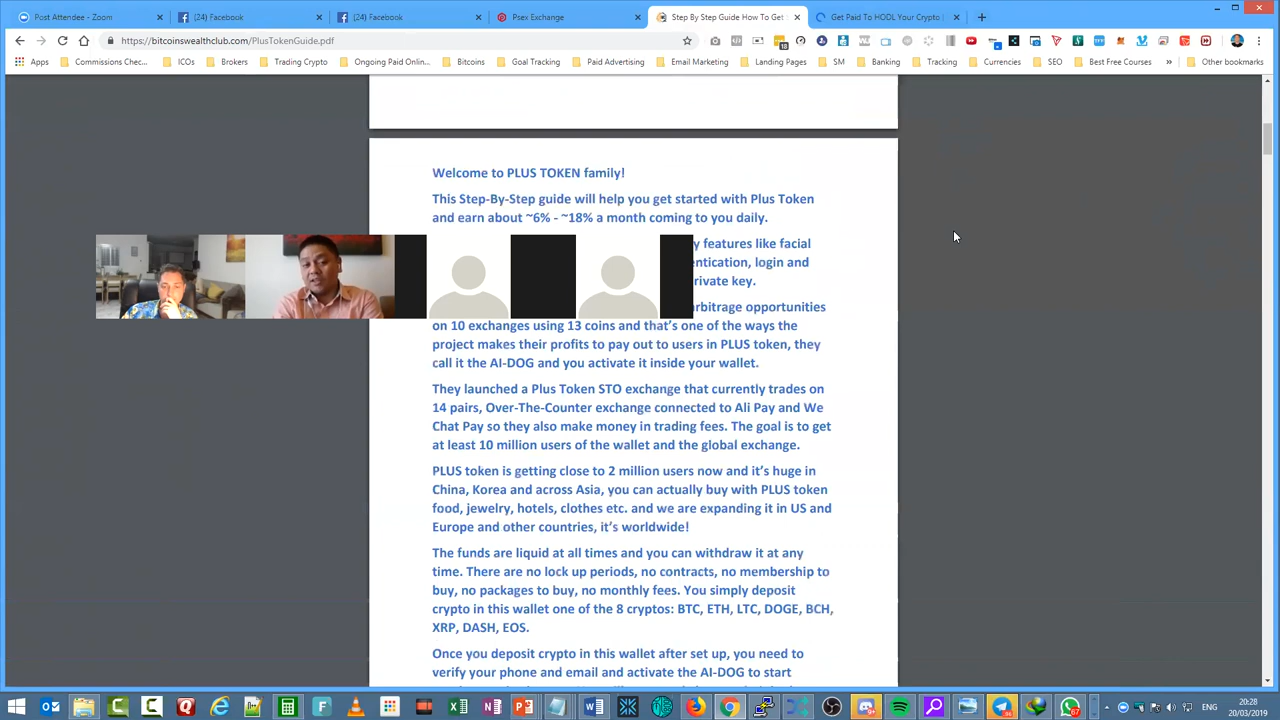 Post Attendee - Zoom
(24) Facebook
(24) Facebook
Psex Exchange
Step By Step Guide How To Get
Get Paid To HODL Your Crypto
https://bitcoinswealthclub.com/PlusTokenGuide.pdf
Apps
Commissions Chec...
ICOs
Brokers
Trading Crypto
Ongoing Paid Onlin...
Bitcoins
Goal Tracking
Paid Advertising
Email Marketing
Landing Pages
SM
Banking
Tracking
Currencies
SEO
Best Free Courses
Other bookmarks
Welcome to PLUS TOKEN family!
This Step-By-Step guide will help you get started with Plus Token
and earn about ~6% - ~18% a month coming to you daily.
features like facial
login and
key.
arbitrage opportunities
on 10 exchanges using 13 coins and that's one of the ways the
project makes their profits to pay out to users in PLUS token, they
call it the AI-DOG and you activate it inside your wallet.
They launched a Plus Token STO exchange that currently trades on
14 pairs, Over-The-Counter exchange connected to Ali Pay and We
Chat Pay so they also make money in trading fees. The goal is to get
at least 10 million users of the wallet and the global exchange.
PLUS token is getting close to 2 million users now and it's huge in
China, Korea and across Asia, you can actually buy with PLUS token
food, jewelry, hotels, clothes etc. and we are expanding it in US and
Europe and other countries, it's worldwide!
The funds are liquid at all times and you can withdraw it at any
time. There are no lock up periods, no contracts, no membership to
buy, no packages to buy, no monthly fees. You simply deposit
crypto in this wallet one of the 8 cryptos: BTC, ETH, LTC, DOGE, BCH,
XRP, DASH, EOS.
Once you deposit crypto in this wallet after set up, you need to
verify your phone and email and activate the AI-DOG to start
ENG
20:28
20/03/2019